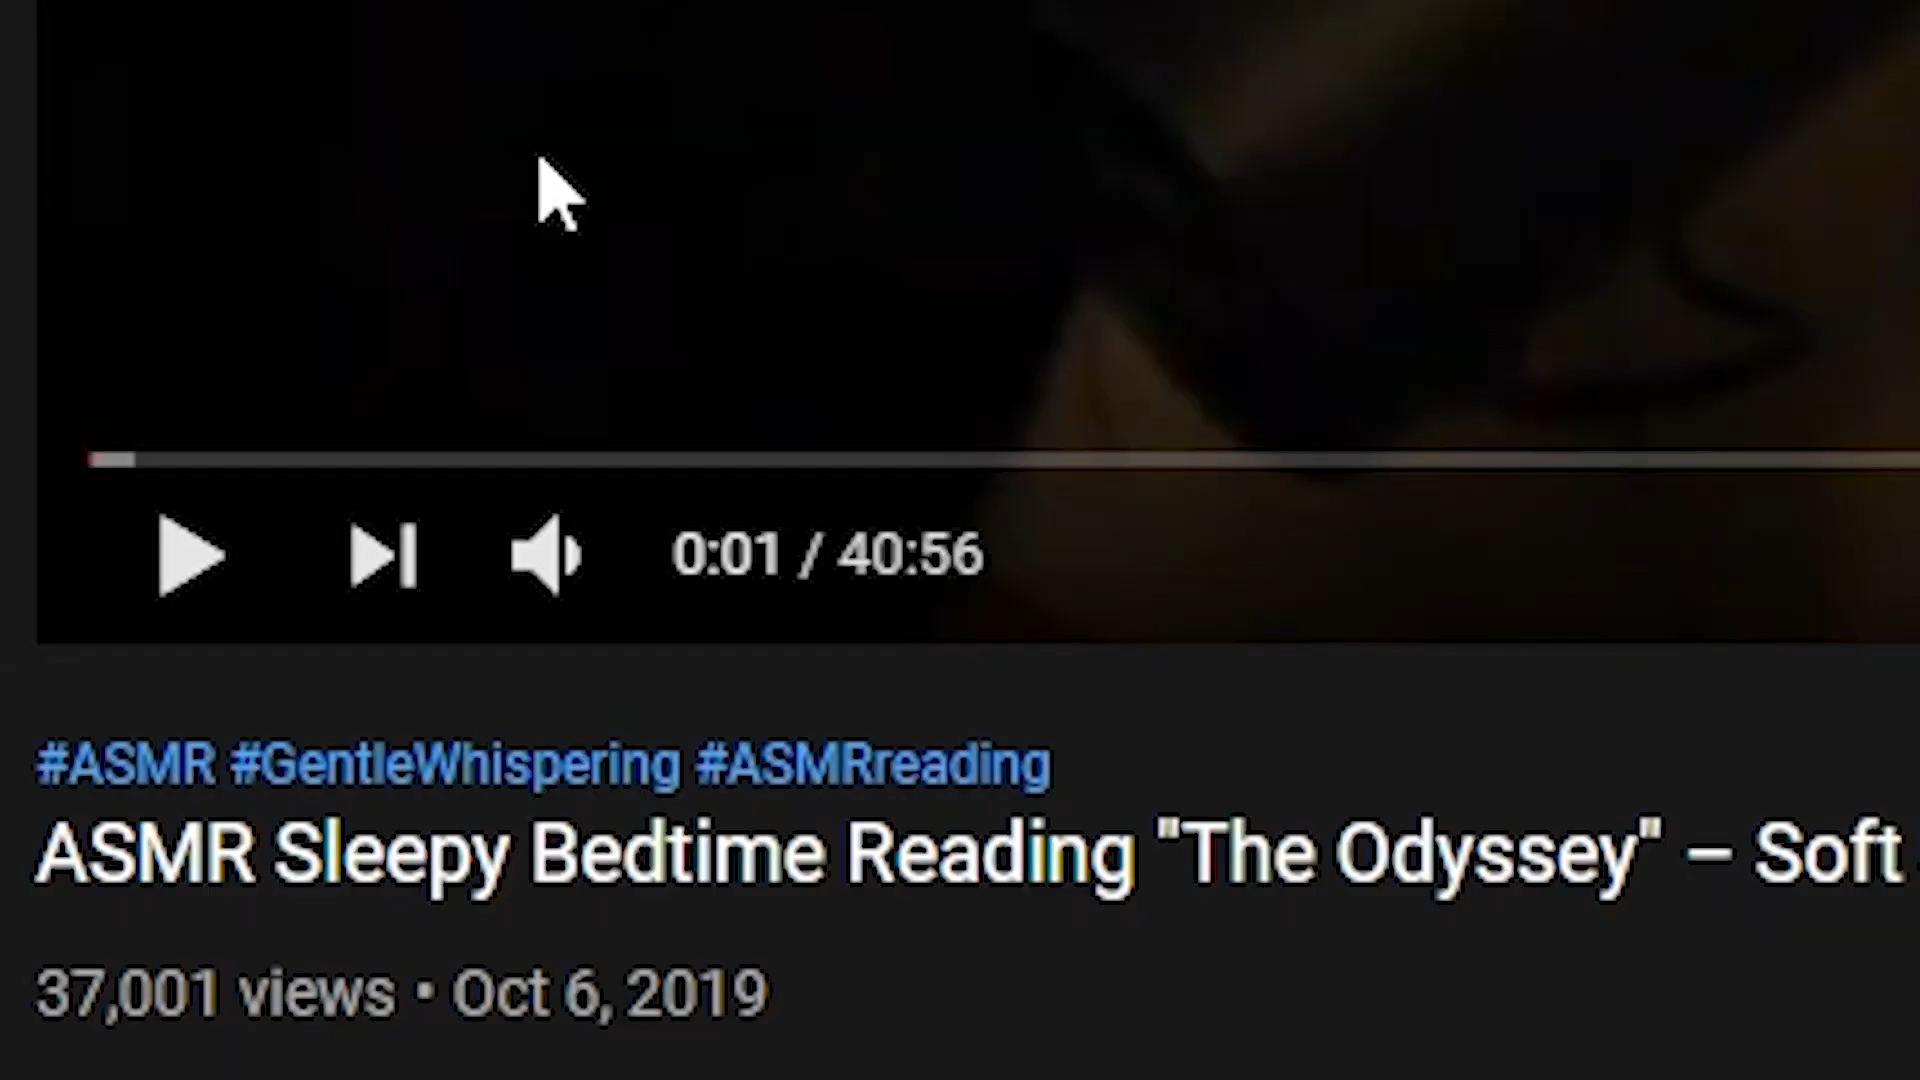 0:01 / 40:56
#ASMR #GentleWhispering #ASMRreading
ASMR Sleepy Bedtime Reading "The Odyssey" – Soft
37,001 views • Oct 6, 2019